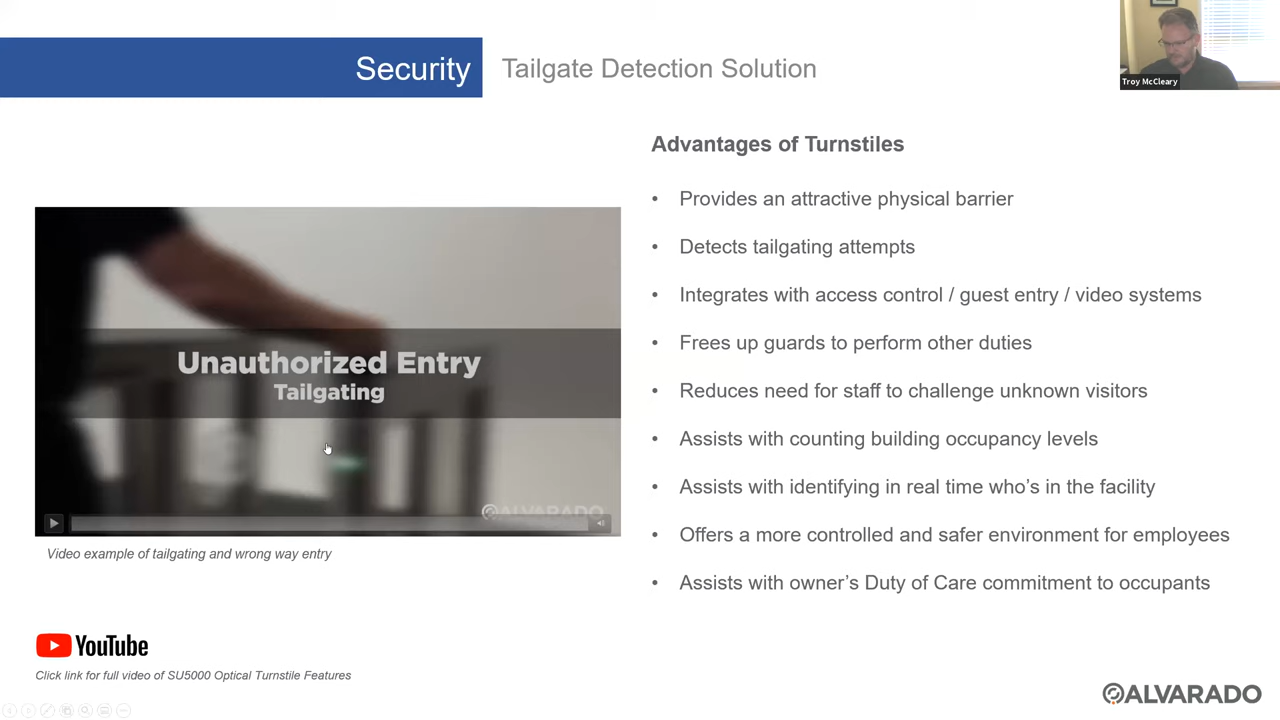 Security
Tailgate Detection Solution
Troy McCleary
Advantages of Turnstiles
• Provides an attractive physical barrier
• Detects tailgating attempts
• Integrates with access control / guest entry / video systems
• Frees up guards to perform other duties
• Reduces need for staff to challenge unknown visitors
• Assists with counting building occupancy levels
• Assists with identifying in real time who's in the facility
• Offers a more controlled and safer environment for employees
• Assists with owner's Duty of Care commitment to occupants
Unauthorized Entry
Tailgating
ALVARADO
Video example of tailgating and wrong way entry
YouTube
Click link for full video of SU5000 Optical Turnstile Features
ALVARADO